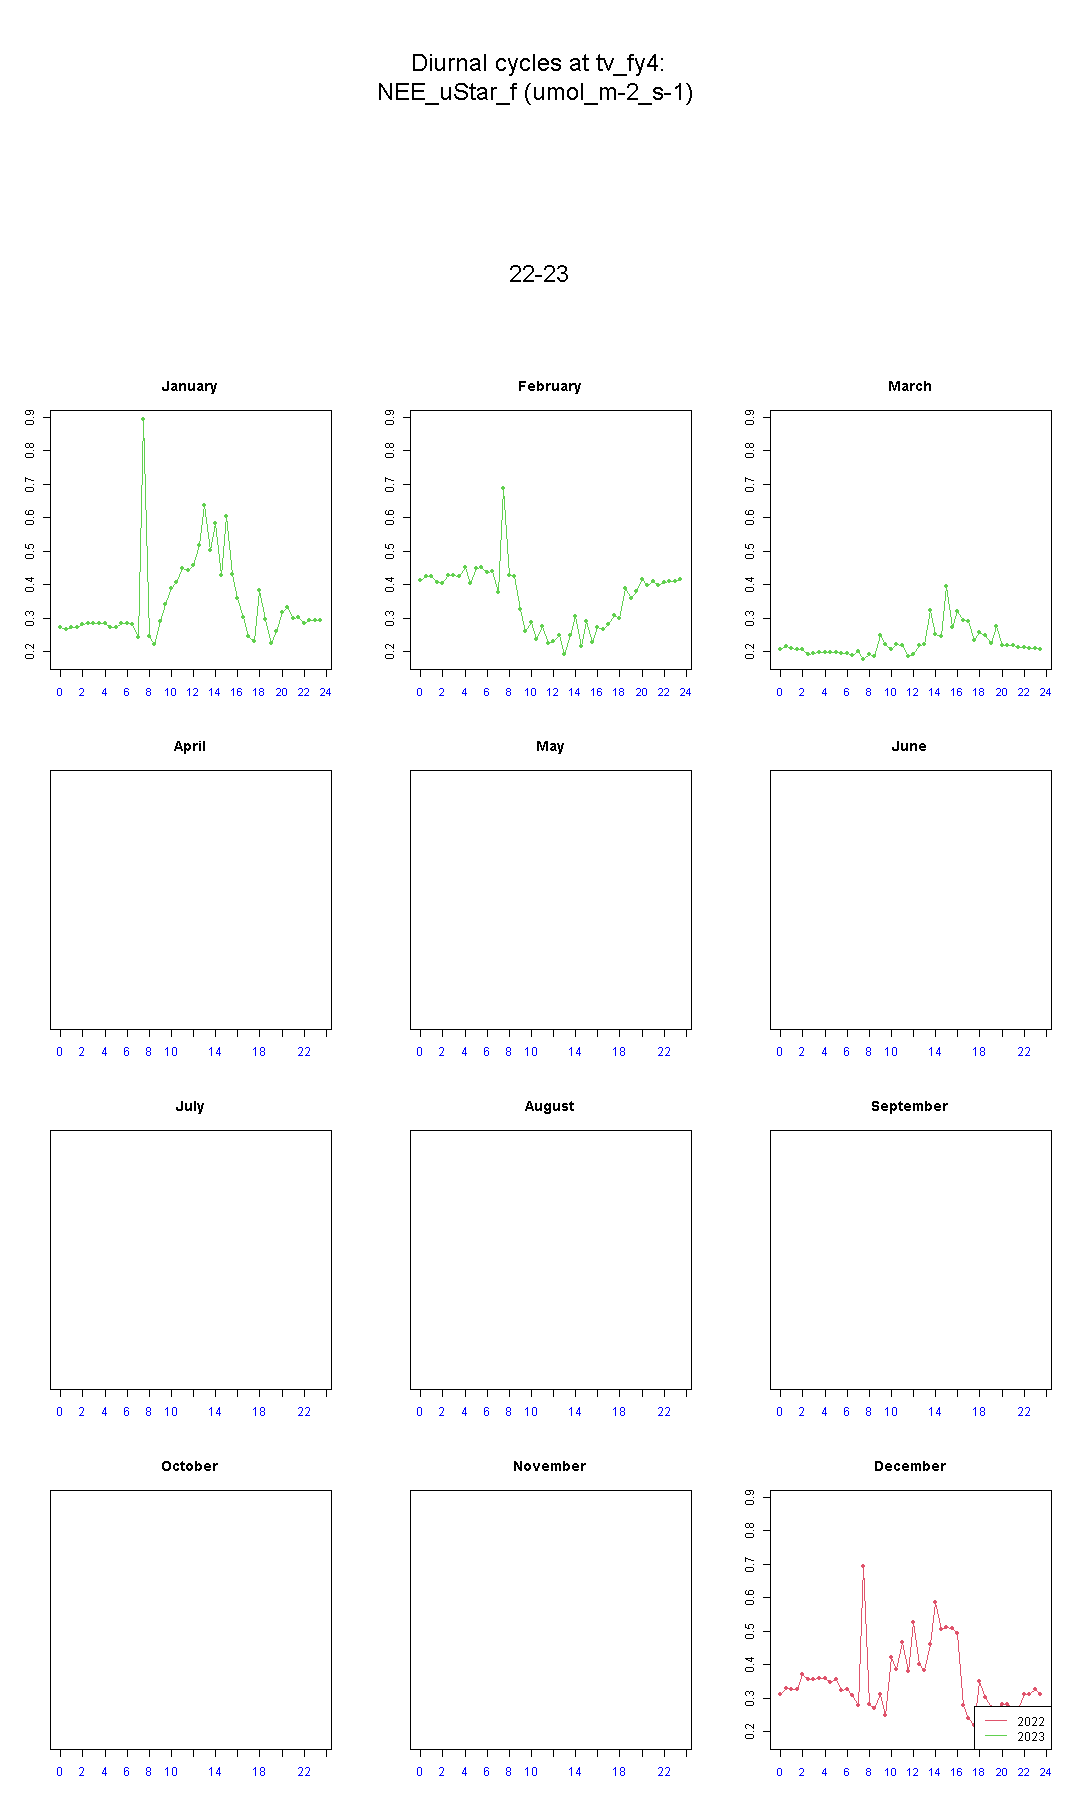 Diurnal cycles at tv_fy4:
NEE_uStar_f (umol_m-2_s-1)
22-23
January
0.2 0.3 0.4 0.5 0.6 0.7 0.8 0.9
0 2 4 6 8 10 12 14 16 18 20 22 24
February
0.2 0.3 0.4 0.5 0.6 0.7 0.8 0.9
0 2 4 6 8 10 12 14 16 18 20 22 24
March
0.2 0.3 0.4 0.5 0.6 0.7 0.8 0.9
0 2 4 6 8 10 12 14 16 18 20 22 24
April
0 2 4 6 8 10 14 18 22
May
0 2 4 6 8 10 14 18 22
June
0 2 4 6 8 10 14 18 22
July
0 2 4 6 8 10 14 18 22
August
0 2 4 6 8 10 14 18 22
September
0 2 4 6 8 10 14 18 22
October
0 2 4 6 8 10 14 18 22
November
0 2 4 6 8 10 14 18 22
December
0.2 0.3 0.4 0.5 0.6 0.7 0.8 0.9
2022
2023
0 2 4 6 8 10 12 14 16 18 20 22 24